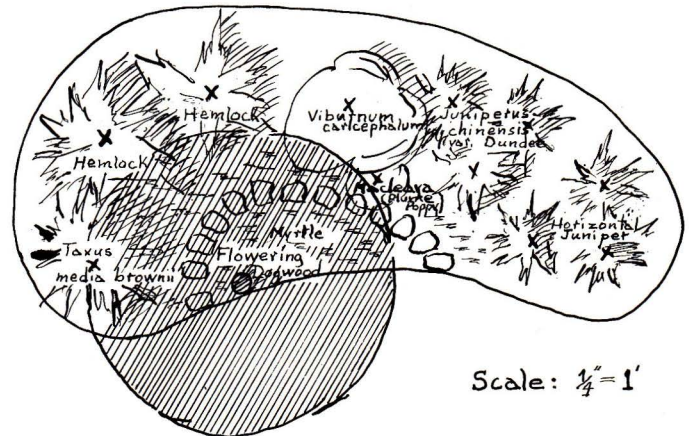 Hemlock
Hemlock
Viburnum
carlcephalum
Juniperus
chinensis
var. Dundee
Macleaya
(Plume
Poppy)
Myrtle
Horizontal
Juniper
Taxus
media brownii
Flowering
Dogwood
Scale: ¼"=1'